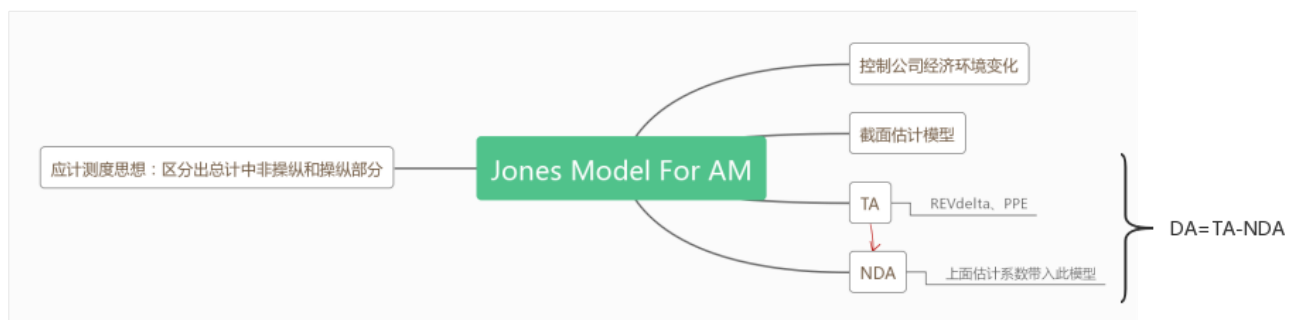 控制公司经济环境变化
截面估计模型
应计测度思想：区分出总计中非操纵和操纵部分
Jones Model For AM
TA
REVdelta、PPE
DA=TA-NDA
NDA
上面估计系数带入此模型